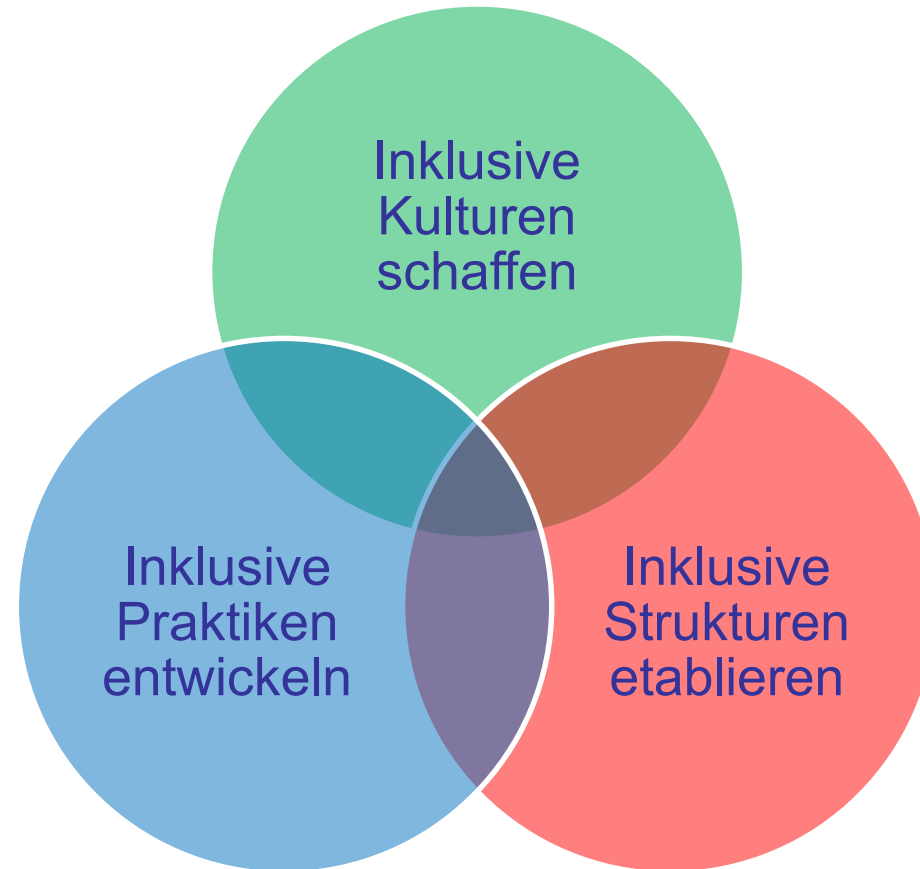 Inklusive
Kulturen
schaffen
Inklusive
Praktiken
entwickeln
Inklusive
Strukturen
etablieren